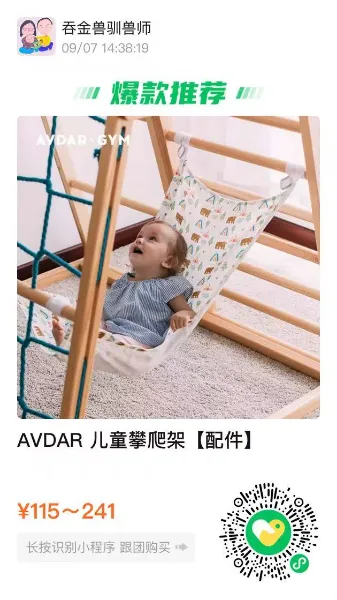 吞金兽驯兽师
09/07 14:38:19
爆款推荐
AVDAR·GYM
AVDAR 儿童攀爬架【配件】
¥115～241
长按识别小程序 跟团购买